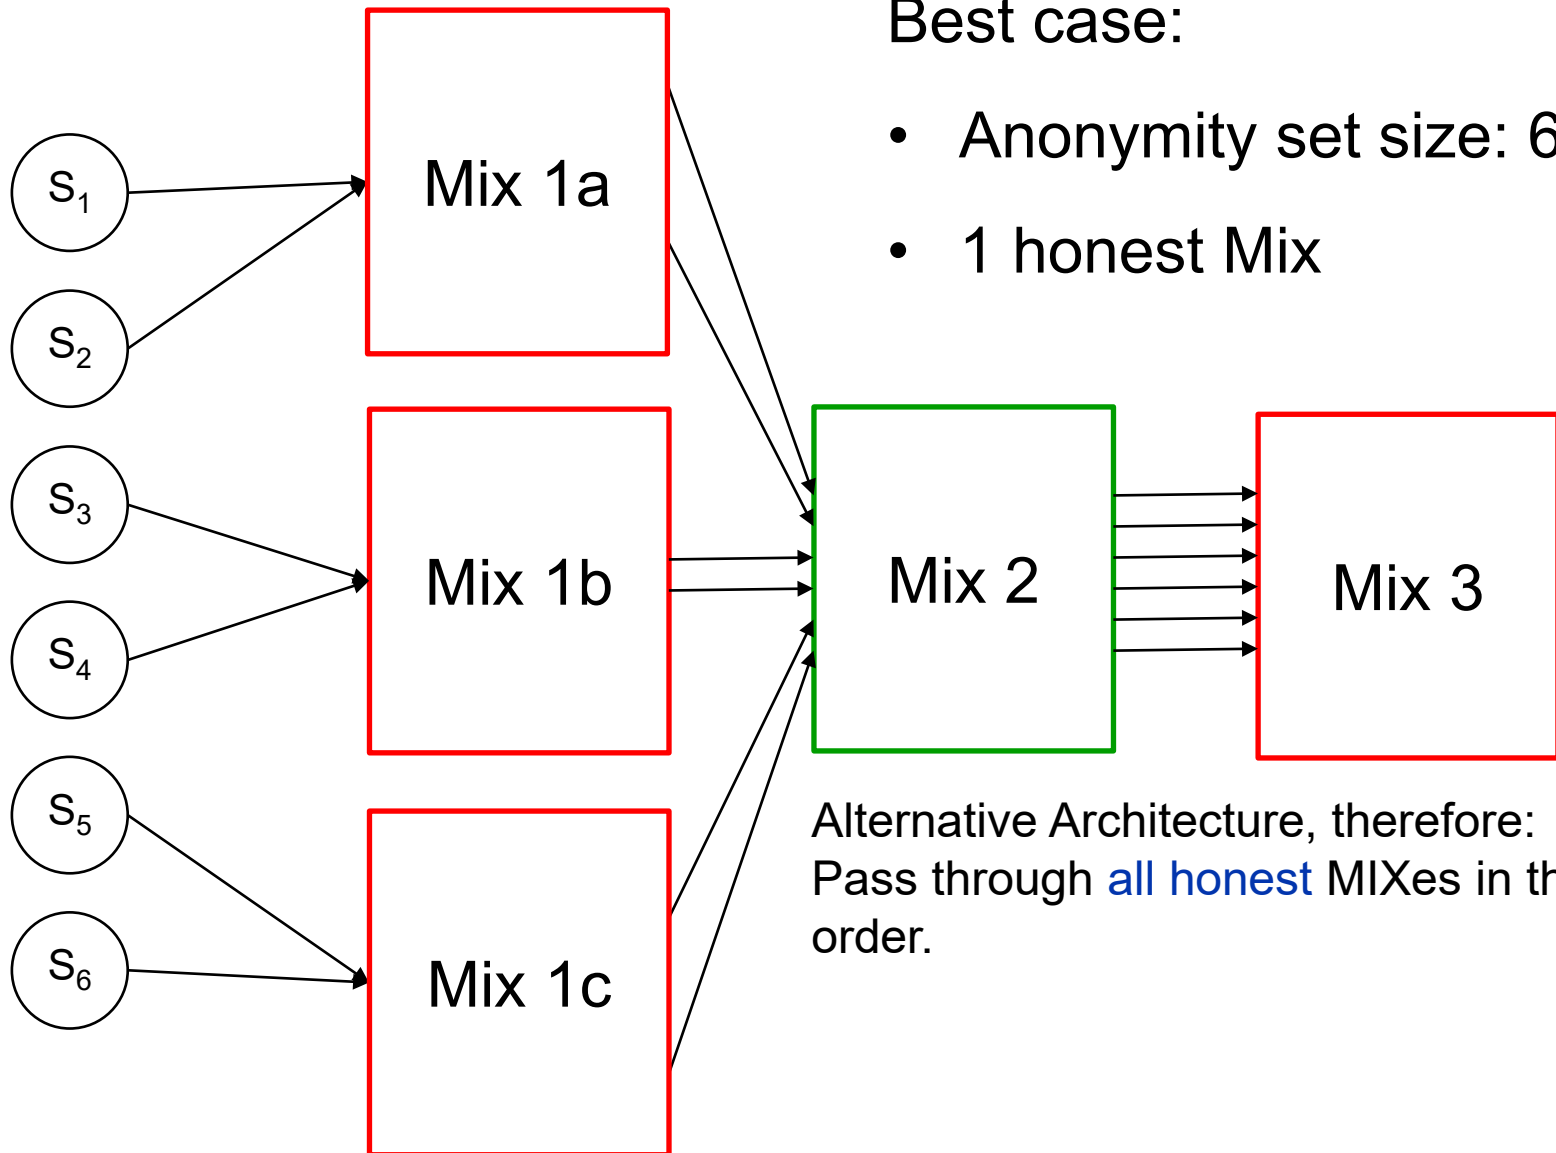 Best case:
• Anonymity set size: 6
• 1 honest Mix
S1
S2
S3
S4
S5
S6
Mix 1a
Mix 1b
Mix 1c
Mix 2
Mix 3
Alternative Architecture, therefore:
Pass through all honest MIXes in
order.